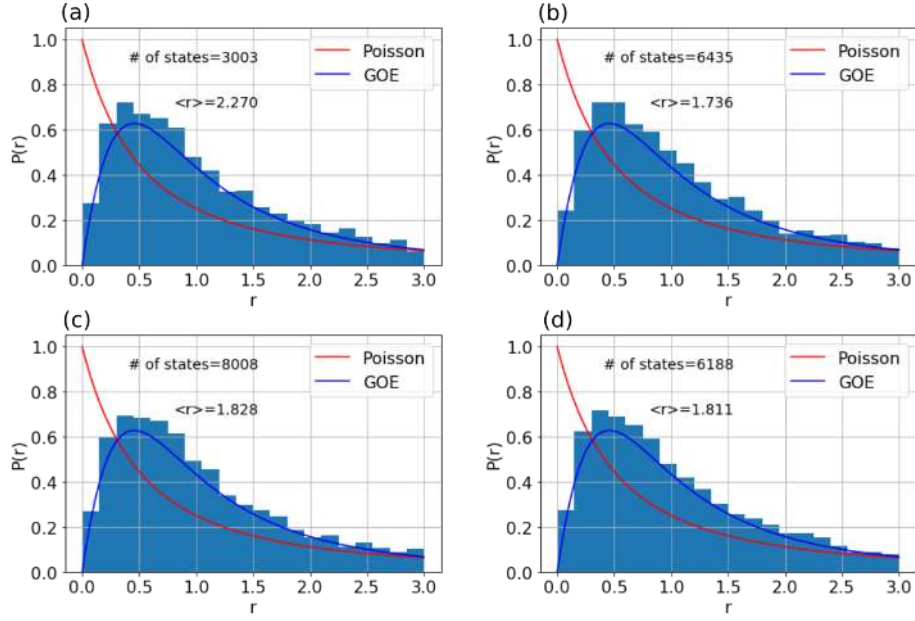 (a)
1.0
0.8
0.6
0.4
0.2
0.0
P(r)
# of states=3003
<r>=2.270
Poisson
GOE
0.0 0.5 1.0 1.5 2.0 2.5 3.0
r
(b)
1.0
0.8
0.6
0.4
0.2
0.0
P(r)
# of states=6435
<r>=1.736
Poisson
GOE
0.0 0.5 1.0 1.5 2.0 2.5 3.0
r
(c)
1.0
0.8
0.6
0.4
0.2
0.0
P(r)
# of states=8008
<r>=1.828
Poisson
GOE
0.0 0.5 1.0 1.5 2.0 2.5 3.0
r
(d)
1.0
0.8
0.6
0.4
0.2
0.0
P(r)
# of states=6188
<r>=1.811
Poisson
GOE
0.0 0.5 1.0 1.5 2.0 2.5 3.0
r